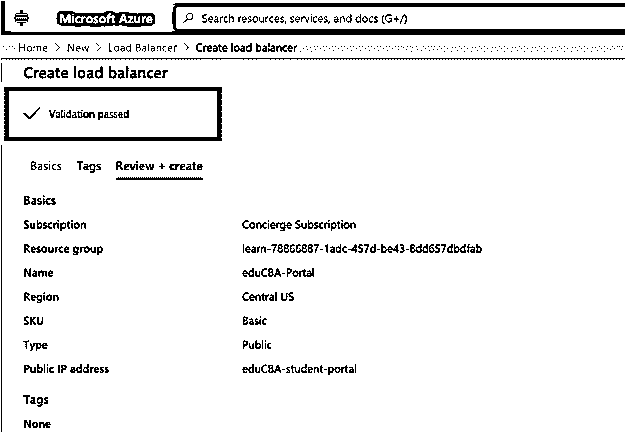 Microsoft Azure Search resources, services, and docs (G+/)
Home > New > Load Balancer > Create load balancer
Create load balancer
Validation passed
Basics Tags Review + create
Basics
Subscription Concierge Subscription
Resource group learn-78866887-1adc-457d-be43-8dd657dbdfab
Name eduCBA-Portal
Region Central US
SKU Basic
Type Public
Public IP address eduCBA-student-portal
Tags
None